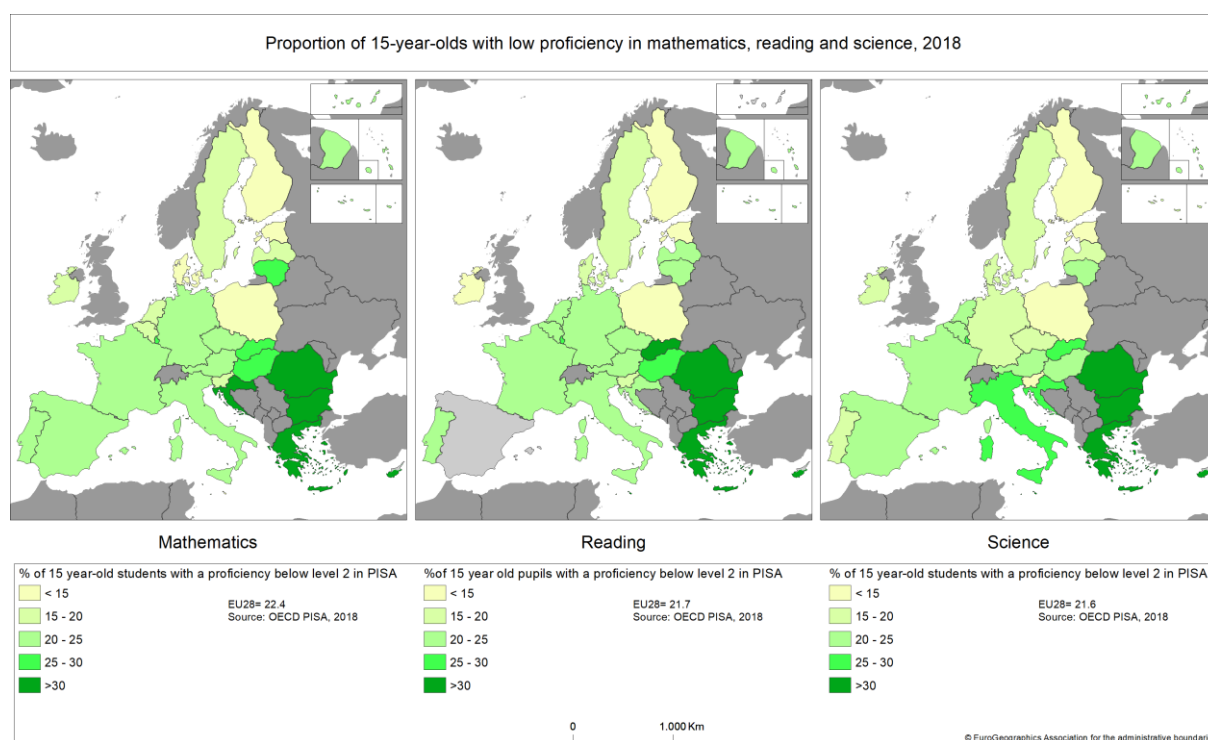 Proportion of 15-year-olds with low proficiency in mathematics, reading and science, 2018
Mathematics
Reading
Science
% of 15 year-old students with a proficiency below level 2 in PISA
< 15
15 - 20
20 - 25
25 - 30
>30
EU28= 22.4
Source: OECD PISA, 2018
%of 15 year old pupils with a proficiency below level 2 in PISA
< 15
15 - 20
20 - 25
25 - 30
>30
EU28= 21.7
Source: OECD PISA, 2018
% of 15 year-old students with a proficiency below level 2 in PISA
< 15
15 - 20
20 - 25
25 - 30
>30
EU28= 21.6
Source: OECD PISA, 2018
0 1.000 Km
© EuroGeographics Association for the administrative boundari